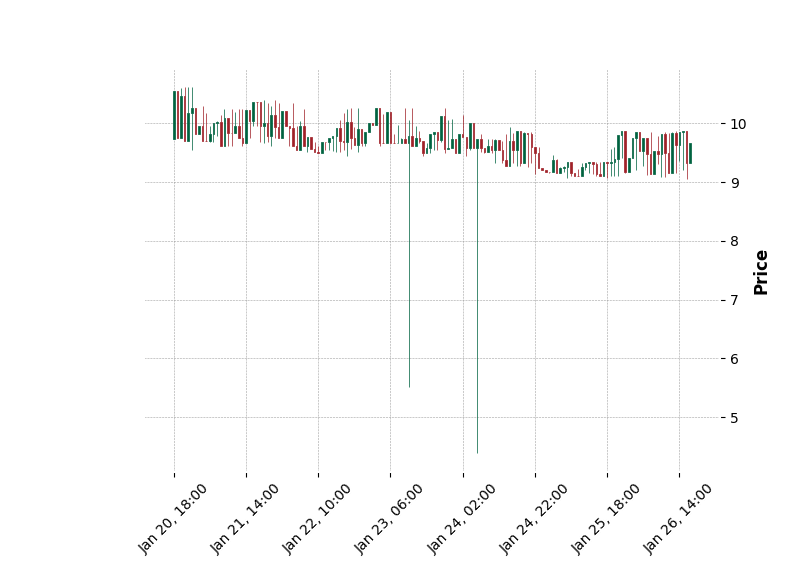 10
9
8
7
6
5
Price
Jan 20, 18:00
Jan 21, 14:00
Jan 22, 10:00
Jan 23, 06:00
Jan 24, 02:00
Jan 24, 22:00
Jan 25, 18:00
Jan 26, 14:00